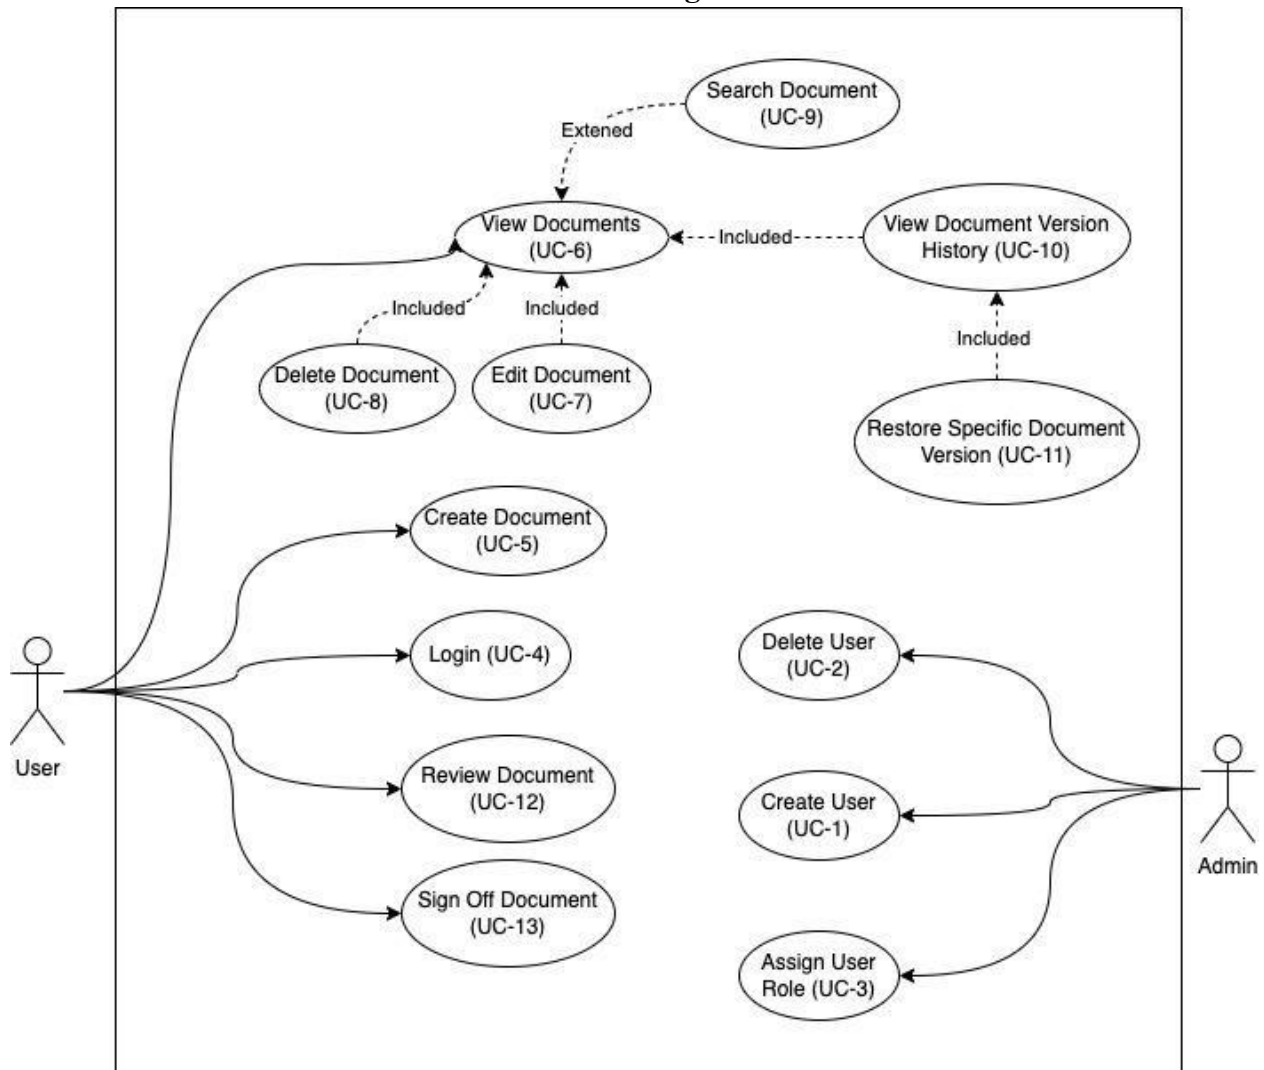 Search Document
(UC-9)
Extened
View Documents
(UC-6)
Included
View Document Version
History (UC-10)
Included
Included
Included
Delete Document
(UC-8)
Edit Document
(UC-7)
Restore Specific Document
Version (UC-11)
Create Document
(UC-5)
Login (UC-4)
Delete User
(UC-2)
User
Review Document
(UC-12)
Create User
(UC-1)
Admin
Sign Off Document
(UC-13)
Assign User
Role (UC-3)